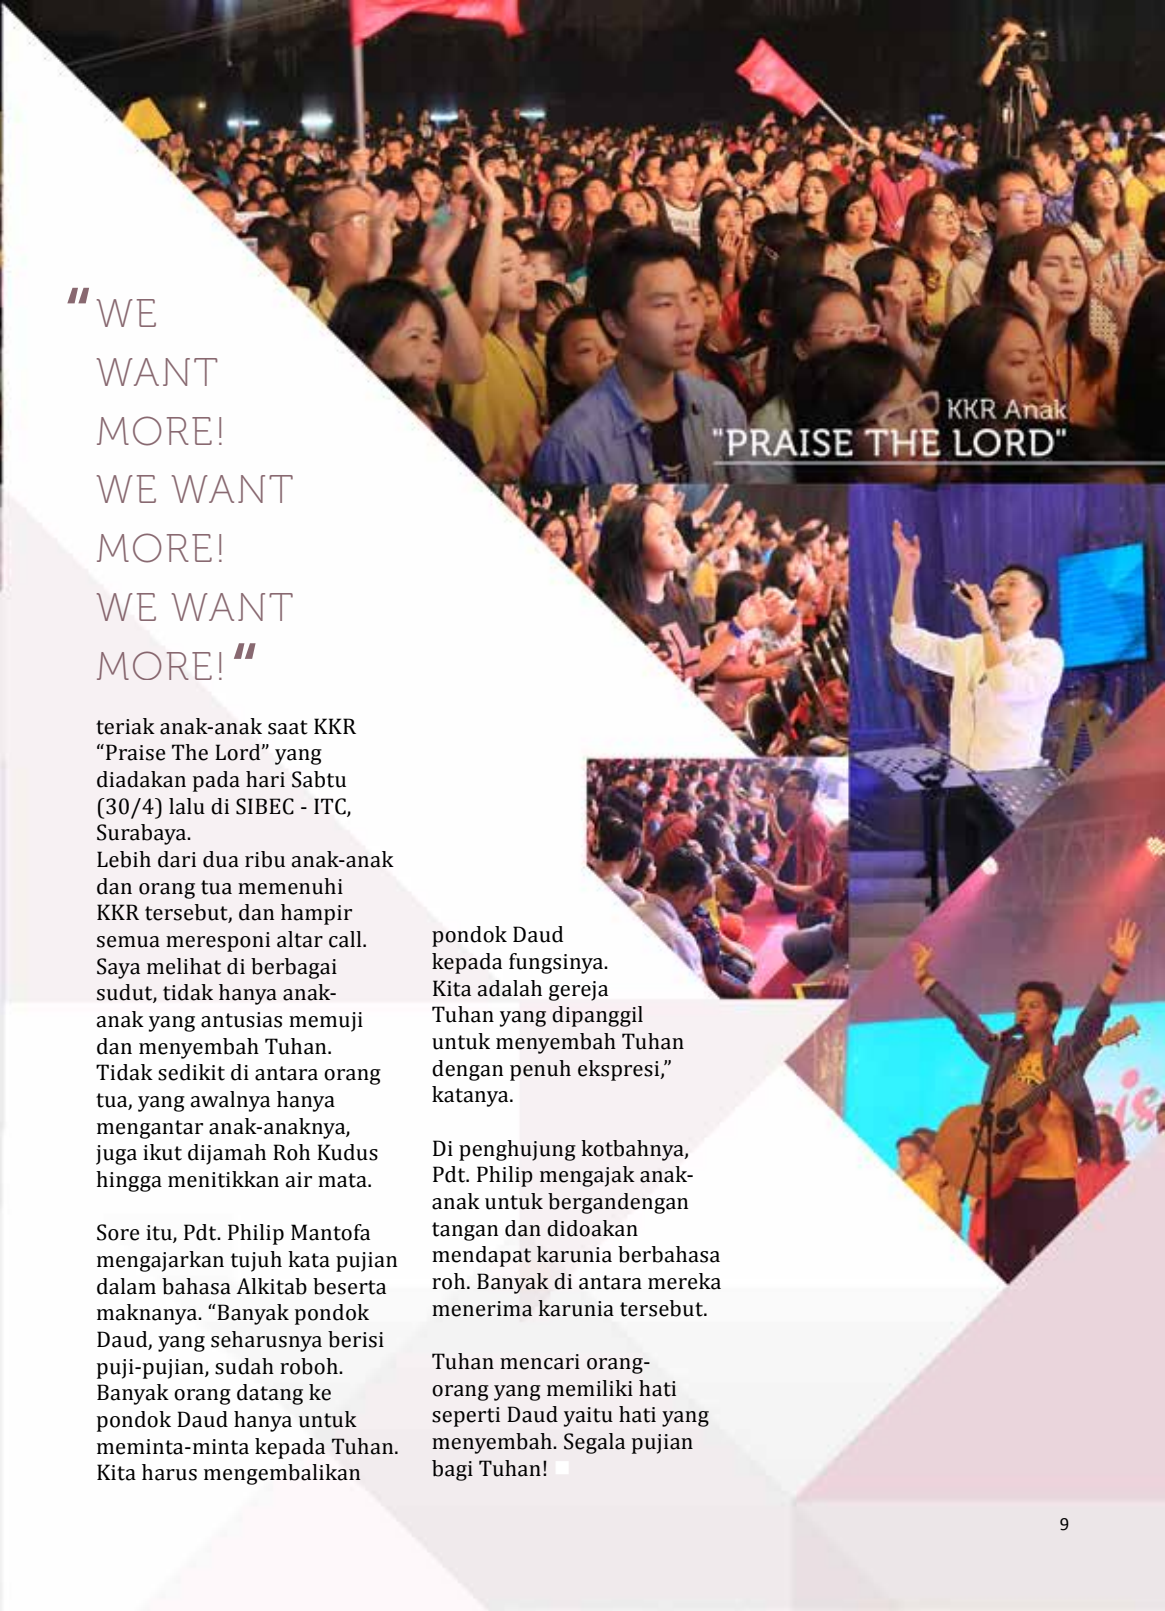 KKR Anak
"PRAISE THE LORD"
“WE
WANT
MORE!
WE WANT
MORE!
WE WANT
MORE!“
teriak anak-anak saat KKR
“Praise The Lord” yang
diadakan pada hari Sabtu
(30/4) lalu di SIBEC - ITC,
Surabaya.
Lebih dari dua ribu anak-anak
dan orang tua memenuhi
KKR tersebut, dan hampir
semua meresponi altar call.
Saya melihat di berbagai
sudut, tidak hanya anak-
anak yang antusias memuji
dan menyembah Tuhan.
Tidak sedikit di antara orang
tua, yang awalnya hanya
mengantar anak-anaknya,
juga ikut dijamah Roh Kudus
hingga menitikkan air mata.
Sore itu, Pdt. Philip Mantofa
mengajarkan tujuh kata pujian
dalam bahasa Alkitab beserta
maknanya. “Banyak pondok
Daud, yang seharusnya berisi
puji-pujian, sudah roboh.
Banyak orang datang ke
pondok Daud hanya untuk
meminta-minta kepada Tuhan.
Kita harus mengembalikan
pondok Daud
kepada fungsinya.
Kita adalah gereja
Tuhan yang dipanggil
untuk menyembah Tuhan
dengan penuh ekspresi,”
katanya.
Di penghujung kotbahnya,
Pdt. Philip mengajak anak-
anak untuk bergandengan
tangan dan didoakan
mendapat karunia berbahasa
roh. Banyak di antara mereka
menerima karunia tersebut.
Tuhan mencari orang-
orang yang memiliki hati
seperti Daud yaitu hati yang
menyembah. Segala pujian
bagi Tuhan!
9